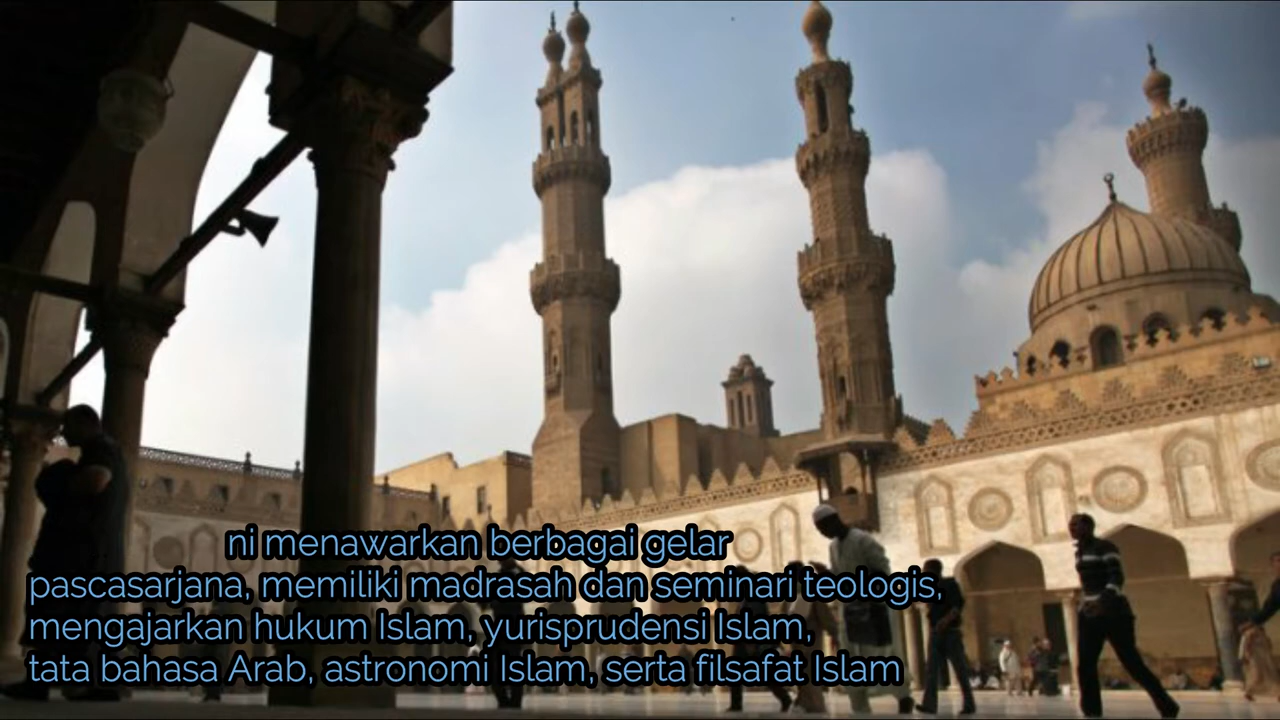 ni menawarkan berbagai gelar
pascasarjana, memiliki madrasah dan seminari teologis,
mengajarkan hukum Islam, yurisprudensi Islam,
tata bahasa Arab, astronomi Islam, serta filsafat Islam